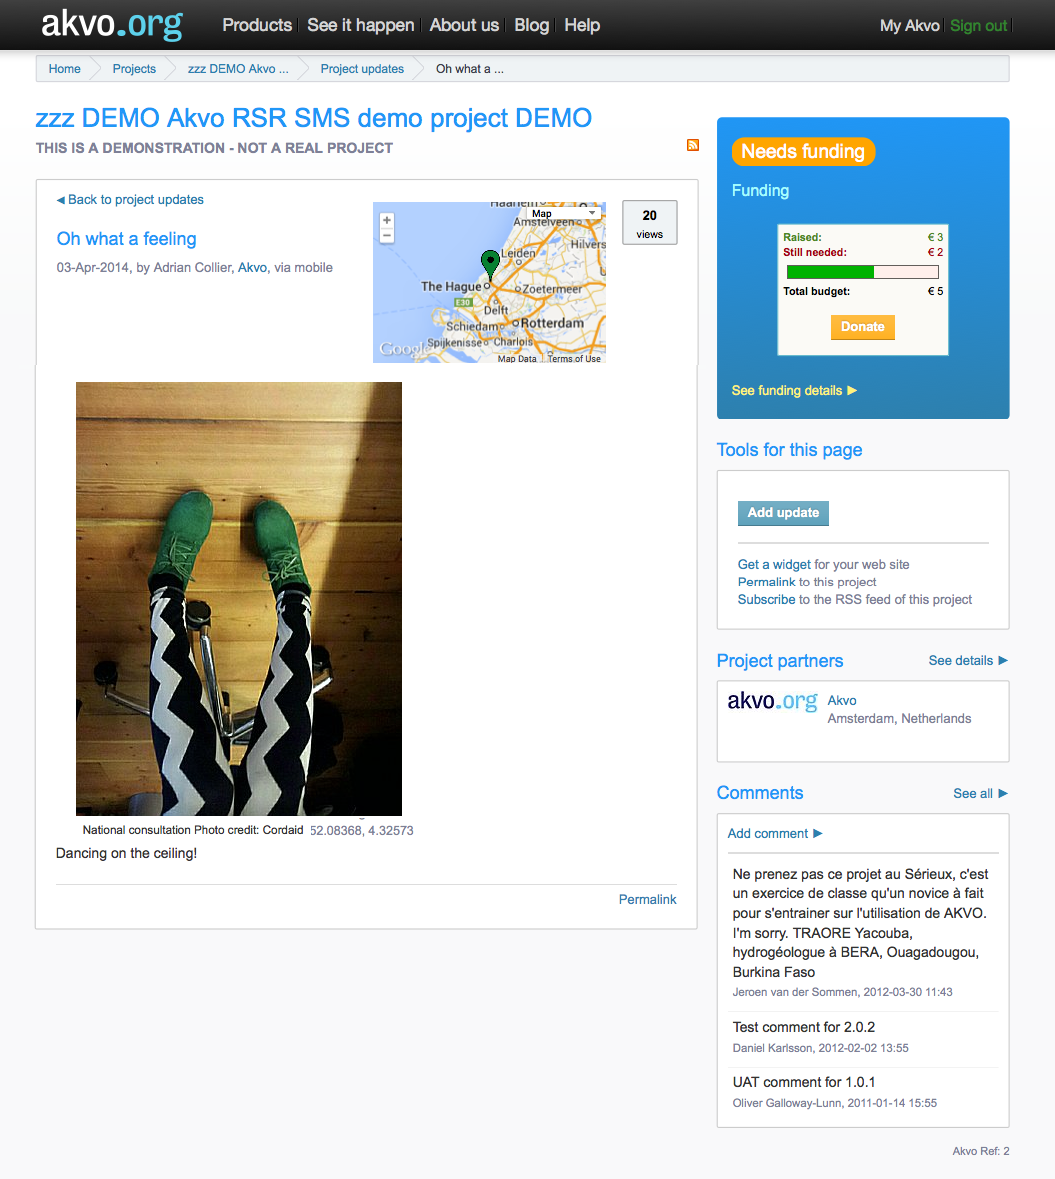 akvo.org
Products
See it happen
About us
Blog
Help
My Akvo
Sign out
Home
Projects
zzz DEMO Akvo ...
Project updates
Oh what a ...
zzz DEMO Akvo RSR SMS demo project DEMO
THIS IS A DEMONSTRATION - NOT A REAL PROJECT
◀ Back to project updates
Oh what a feeling
03-Apr-2014, by Adrian Collier, Akvo, via mobile
Map
Amstelveen
Hilvers
Leiden
The Hague
Zoetermeer
E30
Delft
Schiedam
Rotterdam
Spijkenisse
Charlois
Google
Map Data
Terms of Use
20
views
National consultation Photo credit: Cordaid
52.08368, 4.32573
Dancing on the ceiling!
Permalink
Needs funding
Funding
Raised: € 3
Still needed: € 2
Total budget: € 5
Donate
See funding details ▶
Tools for this page
Add update
Get a widget for your web site
Permalink to this project
Subscribe to the RSS feed of this project
Project partners
See details ▶
akvo.org
Akvo
Amsterdam, Netherlands
Comments
See all ▶
Add comment ▶
Ne prenez pas ce projet au Sérieux, c'est
un exercice de classe qu'un novice à fait
pour s'entrainer sur l'utilisation de AKVO.
I'm sorry. TRAORE Yacouba,
hydrogéologue à BERA, Ouagadougou,
Burkina Faso
Jeroen van der Sommen, 2012-03-30 11:43
Test comment for 2.0.2
Daniel Karlsson, 2012-02-02 13:55
UAT comment for 1.0.1
Oliver Galloway-Lunn, 2011-01-14 15:55
Akvo Ref: 2